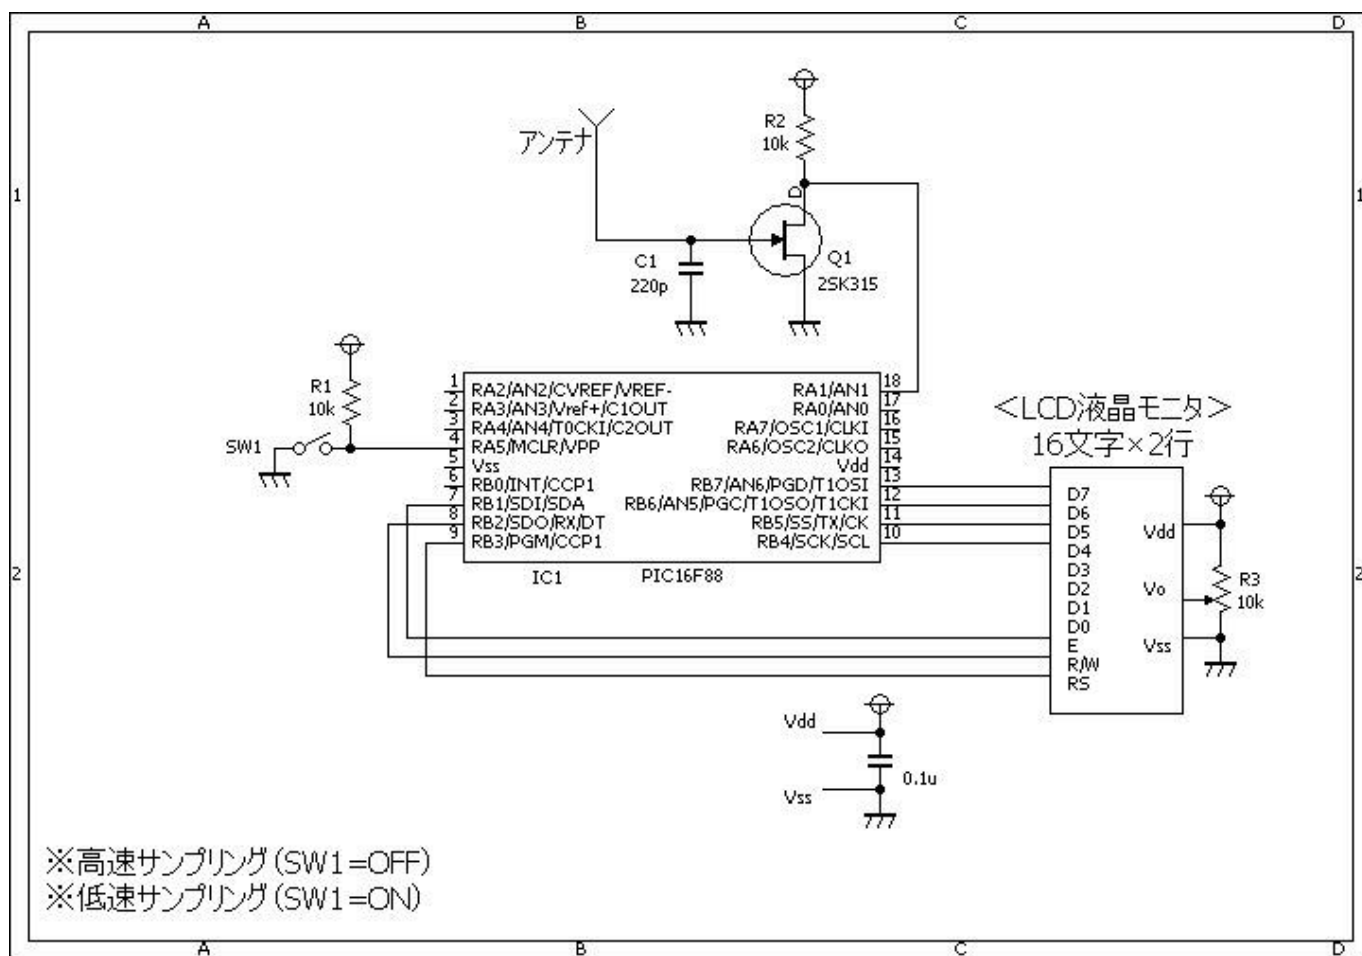 A B C D
R2
10k
アンテナ
1 1
D
C1
220p
Q1
2SK315
R1
10k
SW1
1 RA2/AN2/CVREF/VREF- RA1/AN1 18
2 RA3/AN3/Vref+/C1OUT RA0/AN0 17
3 RA4/AN4/T0CKI/C2OUT RA7/OSC1/CLKI 16
4 RA5/MCLR/VPP RA6/OSC2/CLKO 15
5 Vss Vdd 14
6 RB0/INT/CCP1 RB7/AN6/PGD/T1OSI 13
7 RB1/SDI/SDA RB6/AN5/PGC/T1OSO/T1CKI 12
8 RB2/SDO/RX/DT RB5/SS/TX/CK 11
9 RB3/PGM/CCP1 RB4/SCK/SCL 10
IC1 PIC16F88
<LCD液晶モニタ>
16文字×2行
D7
D6
D5
D4
D3
D2
D1
D0
E
R/W
RS
Vdd
Vo
Vss
R3
10k
2 2
Vdd
0.1u
Vss
※高速サンプリング(SW1=OFF)
※低速サンプリング(SW1=ON)
A B C D